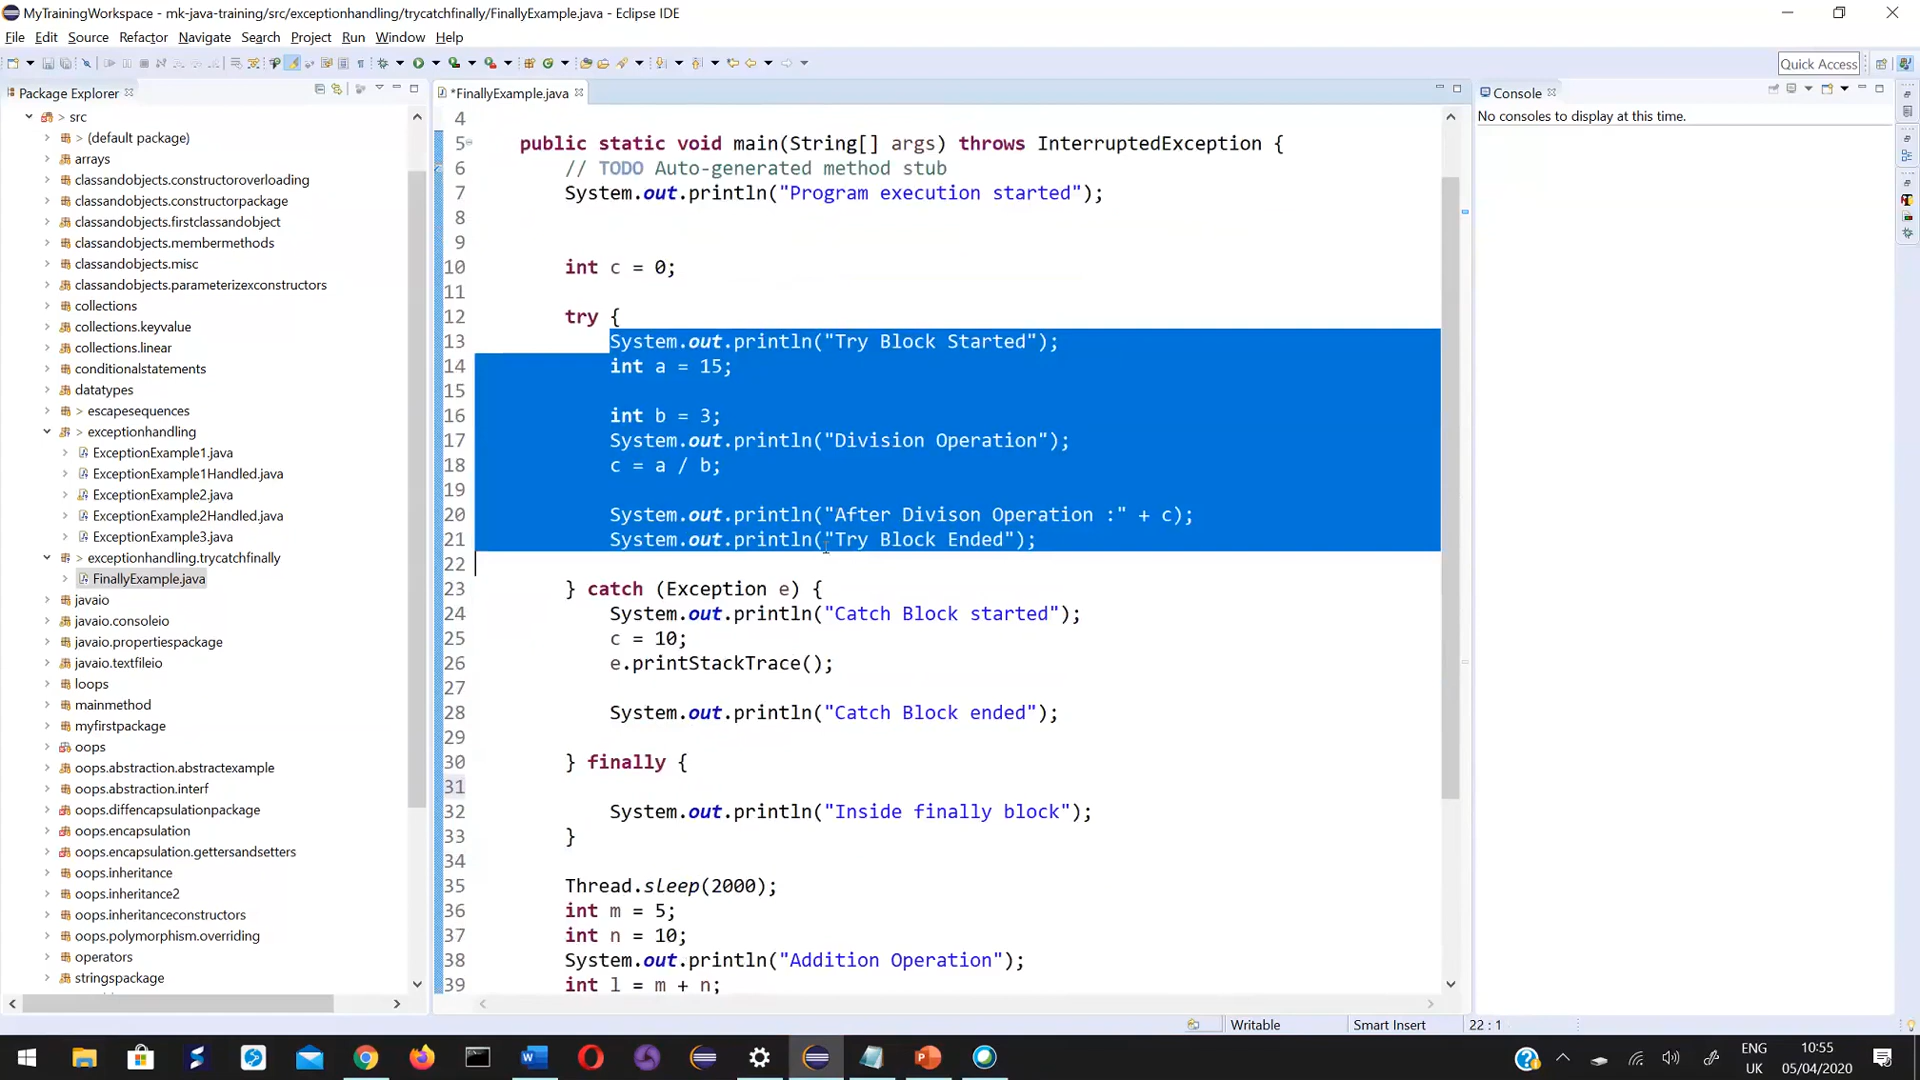 MyTrainingWorkspace - mk-java-training/src/exceptionhandling/trycatchfinally/FinallyExample.java - Eclipse IDE
File Edit Source Refactor Navigate Search Project Run Window Help
Quick Access
Package Explorer
src
> (default package)
arrays
classandobjects.constructoroverloading
classandobjects.constructorpackage
classandobjects.firstclassandobject
classandobjects.membermethods
classandobjects.misc
classandobjects.parameterizexconstructors
collections
collections.keyvalue
collections.linear
conditionalstatements
datatypes
> escapesequences
> exceptionhandling
ExceptionExample1.java
ExceptionExample1Handled.java
ExceptionExample2.java
ExceptionExample2Handled.java
ExceptionExample3.java
> exceptionhandling.trycatchfinally
FinallyExample.java
javaio
javaio.consoleio
javaio.propertiespackage
javaio.textfileio
loops
mainmethod
myfirstpackage
oops
oops.abstraction.abstractexample
oops.abstraction.interf
oops.diffencapsulationpackage
oops.encapsulation
oops.encapsulation.gettersandsetters
oops.inheritance
oops.inheritance2
oops.inheritanceconstructors
oops.polymorphism.overriding
operators
stringspackage
*FinallyExample.java
4
5 public static void main(String[] args) throws InterruptedException {
6 // TODO Auto-generated method stub
7 System.out.println("Program execution started");
8
9
10 int c = 0;
11
12 try {
13 System.out.println("Try Block Started");
14 int a = 15;
15
16 int b = 3;
17 System.out.println("Division Operation");
18 c = a / b;
19
20 System.out.println("After Divison Operation :" + c);
21 System.out.println("Try Block Ended");
22
23 } catch (Exception e) {
24 System.out.println("Catch Block started");
25 c = 10;
26 e.printStackTrace();
27
28 System.out.println("Catch Block ended");
29
30 } finally {
31
32 System.out.println("Inside finally block");
33 }
34
35 Thread.sleep(2000);
36 int m = 5;
37 int n = 10;
38 System.out.println("Addition Operation");
39 int l = m + n;
Console
No consoles to display at this time.
Writable
Smart Insert
22 : 1
ENG
UK
10:55
05/04/2020